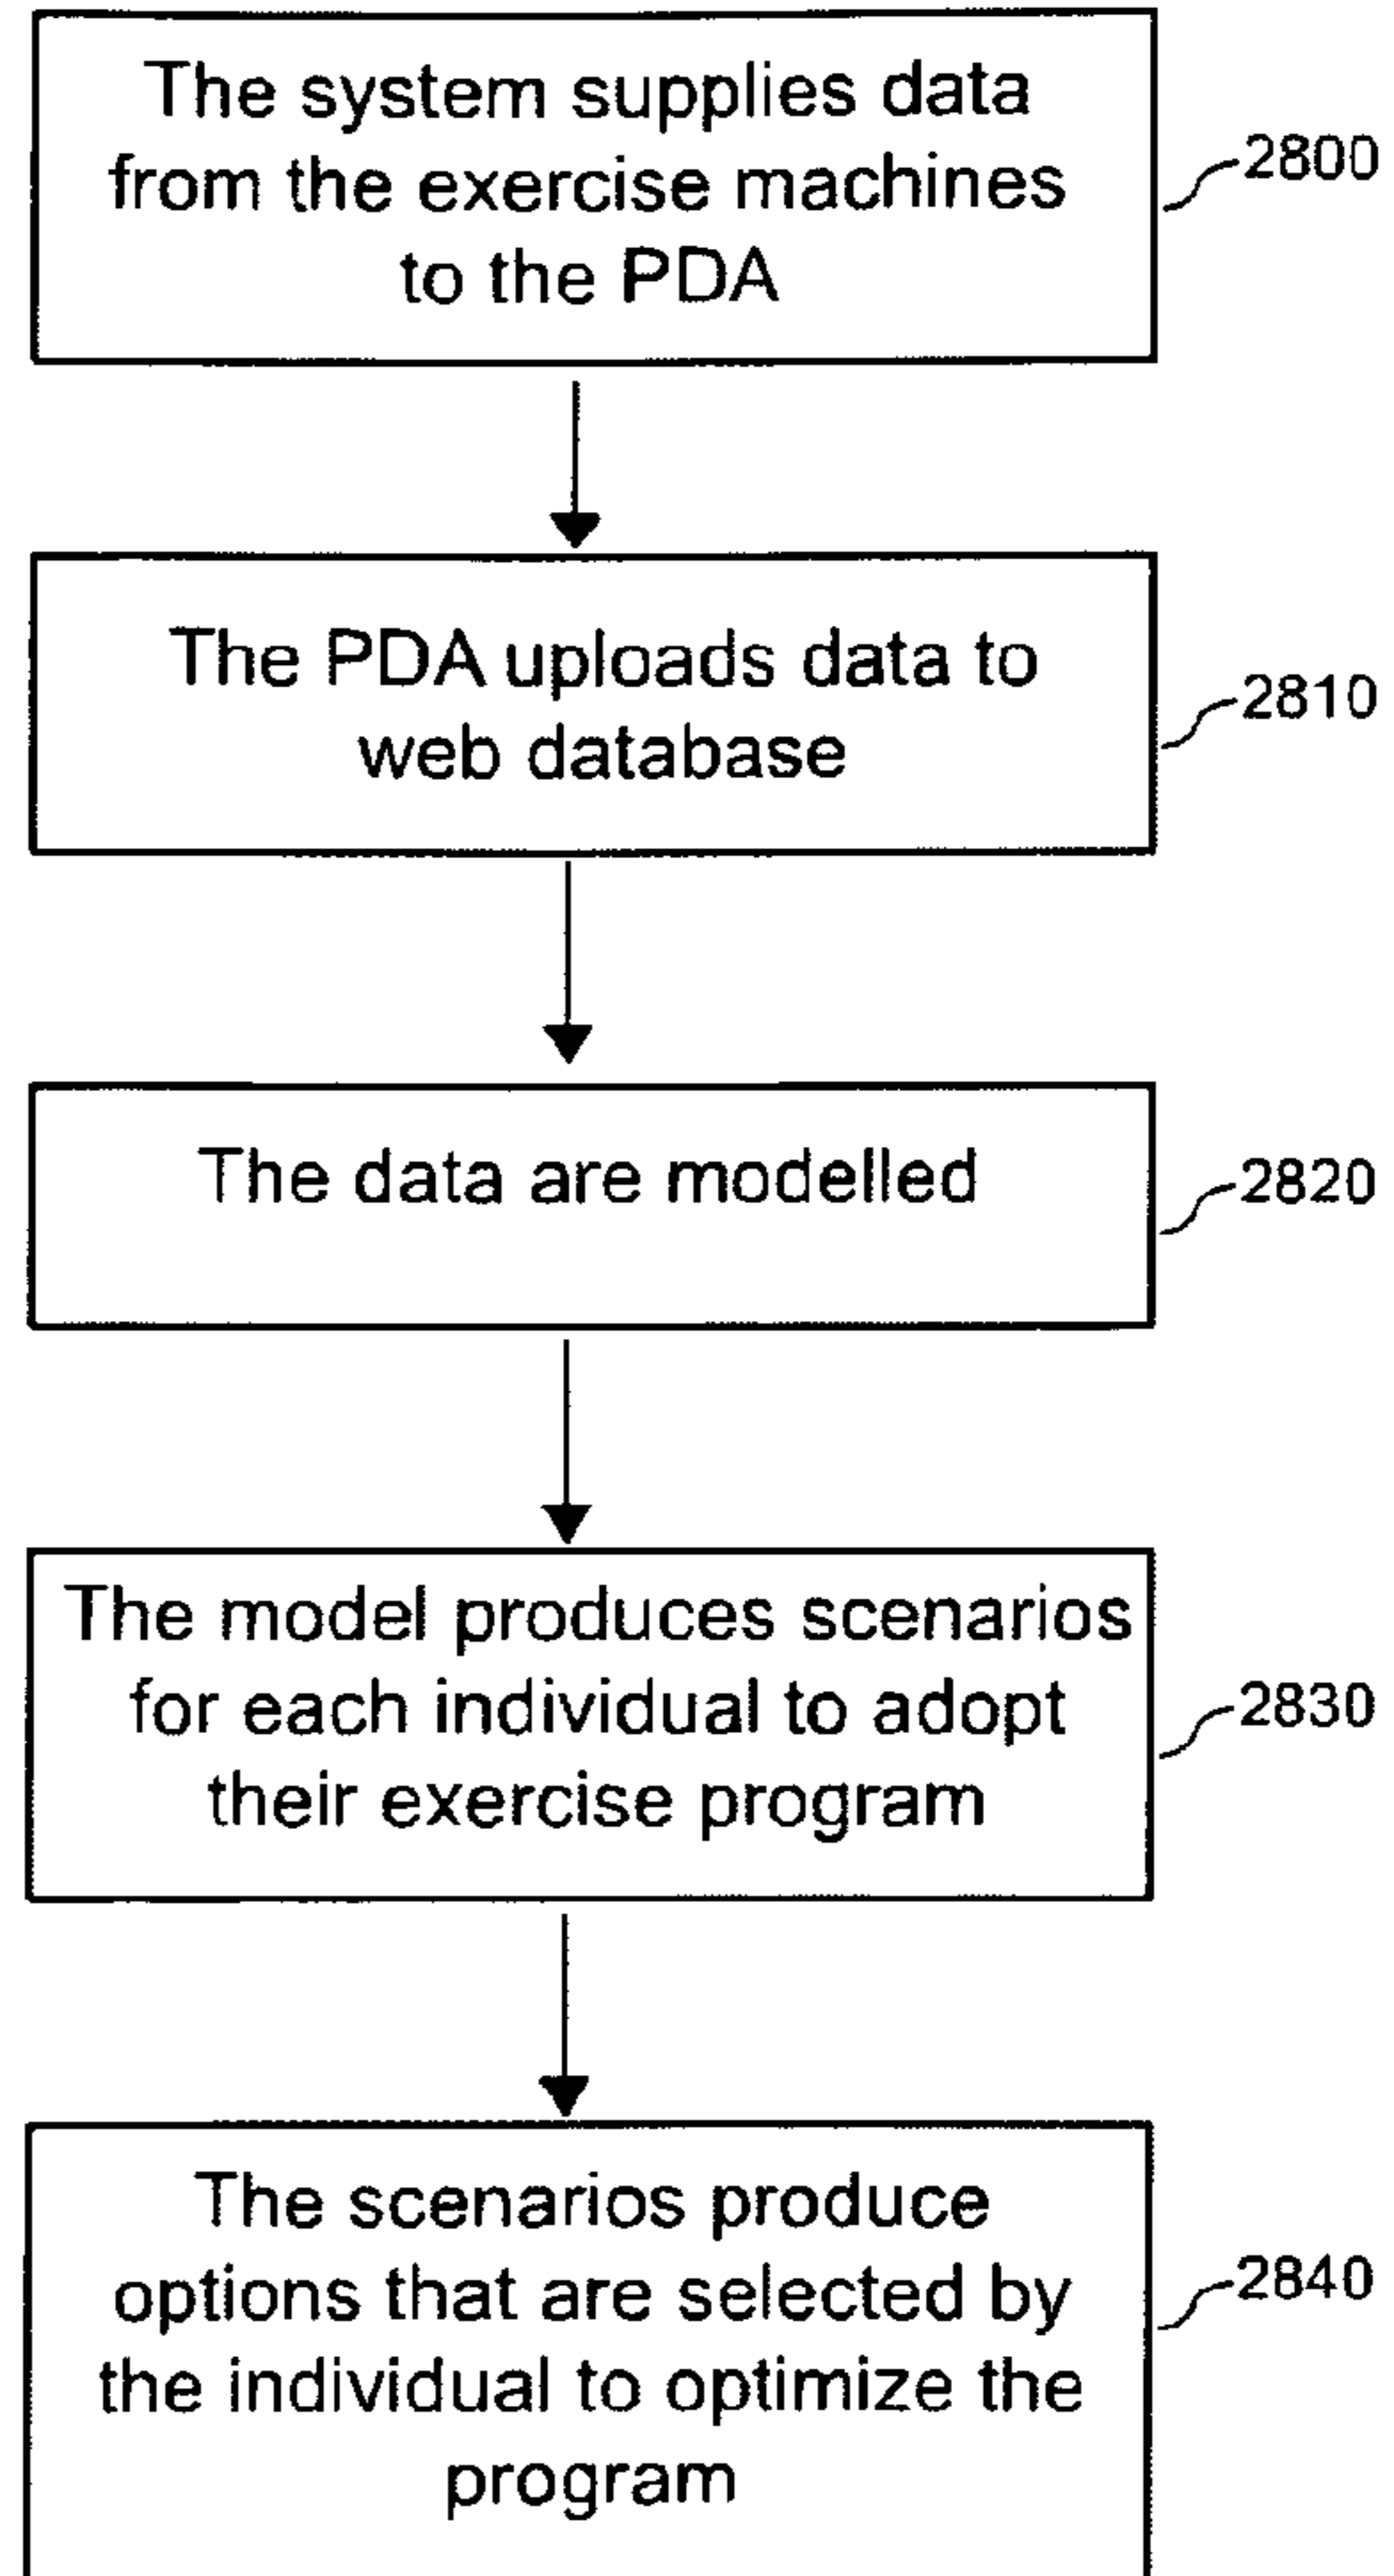 The system supplies data
from the exercise machines
to the PDA
2800
The PDA uploads data to
web database
2810
The data are modelled
2820
The model produces scenarios
for each individual to adopt
their exercise program
2830
The scenarios produce
options that are selected by
the individual to optimize the
program
2840